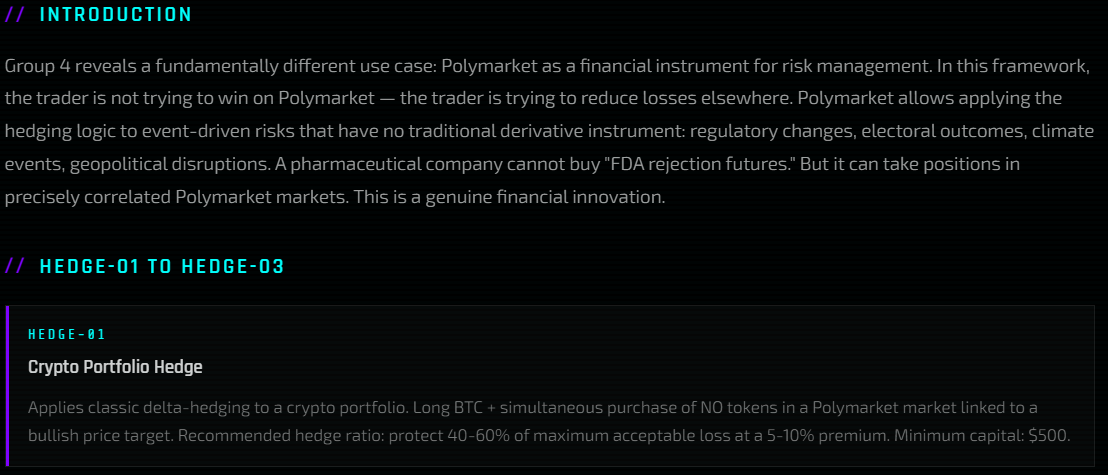 // INTRODUCTION
Group 4 reveals a fundamentally different use case: Polymarket as a financial instrument for risk management. In this framework,
the trader is not trying to win on Polymarket — the trader is trying to reduce losses elsewhere. Polymarket allows applying the
hedging logic to event-driven risks that have no traditional derivative instrument: regulatory changes, electoral outcomes, climate
events, geopolitical disruptions. A pharmaceutical company cannot buy "FDA rejection futures." But it can take positions in
precisely correlated Polymarket markets. This is a genuine financial innovation.
// HEDGE-01 TO HEDGE-03
HEDGE-01
Crypto Portfolio Hedge
Applies classic delta-hedging to a crypto portfolio. Long BTC + simultaneous purchase of NO tokens in a Polymarket market linked to a
bullish price target. Recommended hedge ratio: protect 40-60% of maximum acceptable loss at a 5-10% premium. Minimum capital: $500.